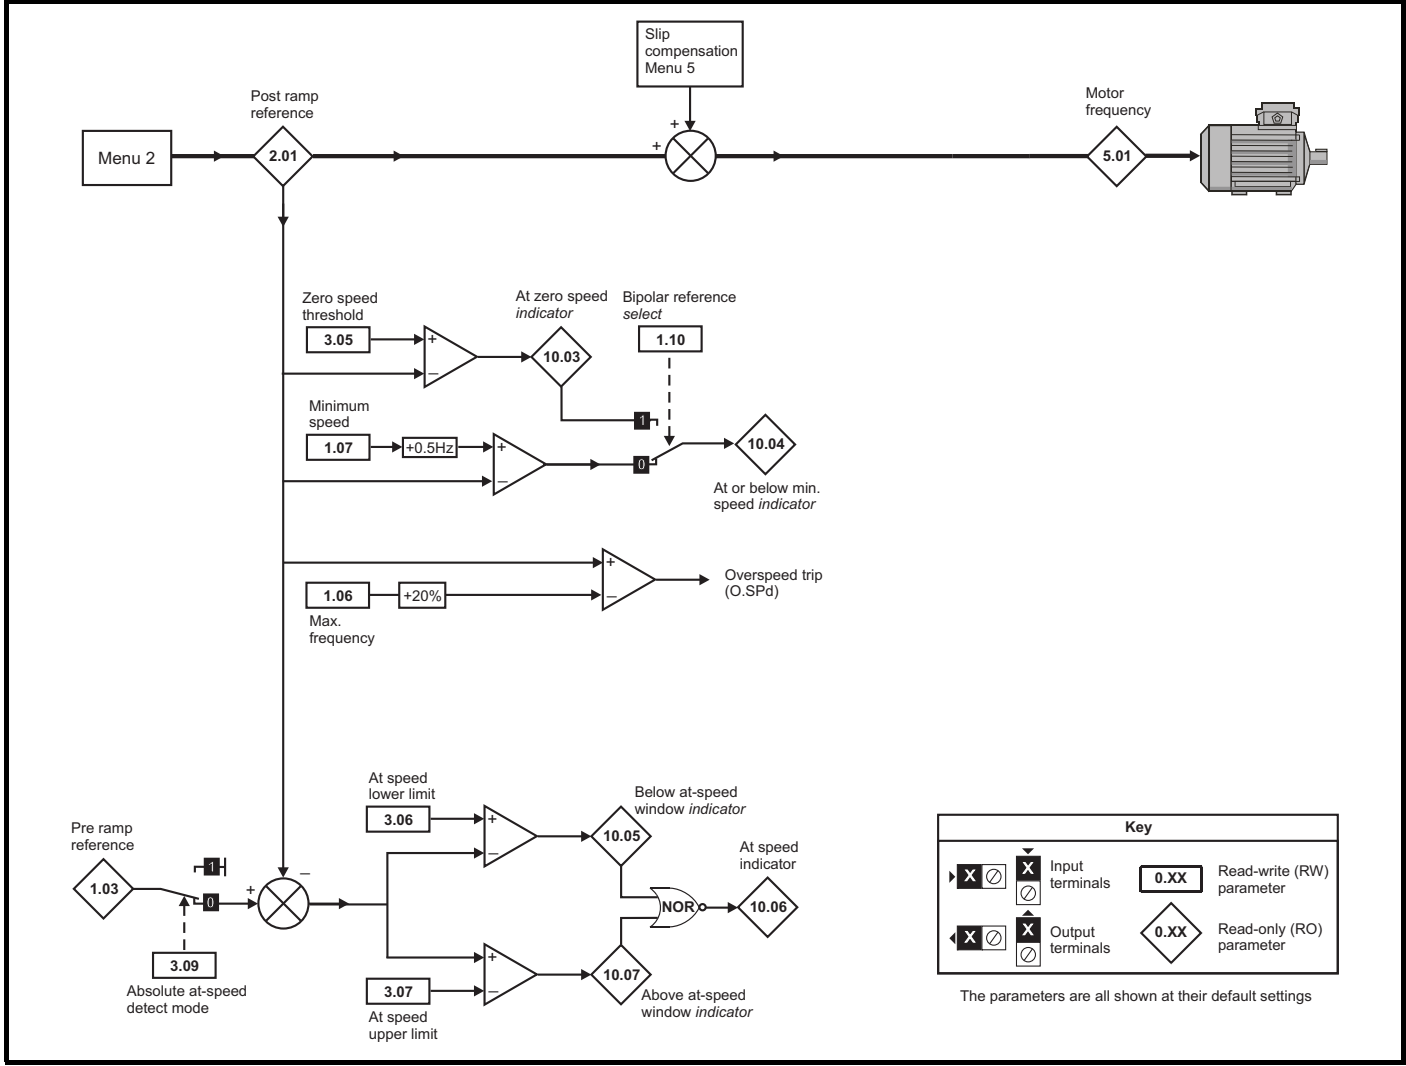 Slip
compensation
Menu 5
Post ramp
reference
Motor
frequency
Menu 2
2.01
+
+
5.01
Zero speed
threshold
At zero speed
indicator
Bipolar reference
select
3.05
+
–
10.03
1.10
Minimum
speed
1
1.07
+0.5Hz
+
–
0
10.04
At or below min.
speed indicator
+
–
1.06
+20%
Overspeed trip
(O.SPd)
Max.
frequency
At speed
lower limit
Below at-speed
window indicator
3.06
+
–
10.05
Pre ramp
reference
At speed
indicator
1
–
1.03
+
0
NOR
10.06
3.09
Absolute at-speed
detect mode
+
–
3.07
10.07
At speed
upper limit
Above at-speed
window indicator
Key
X
X
Input
terminals
0.XX
Read-write (RW)
parameter
X
X
Output
terminals
0.XX
Read-only (RO)
parameter
The parameters are all shown at their default settings